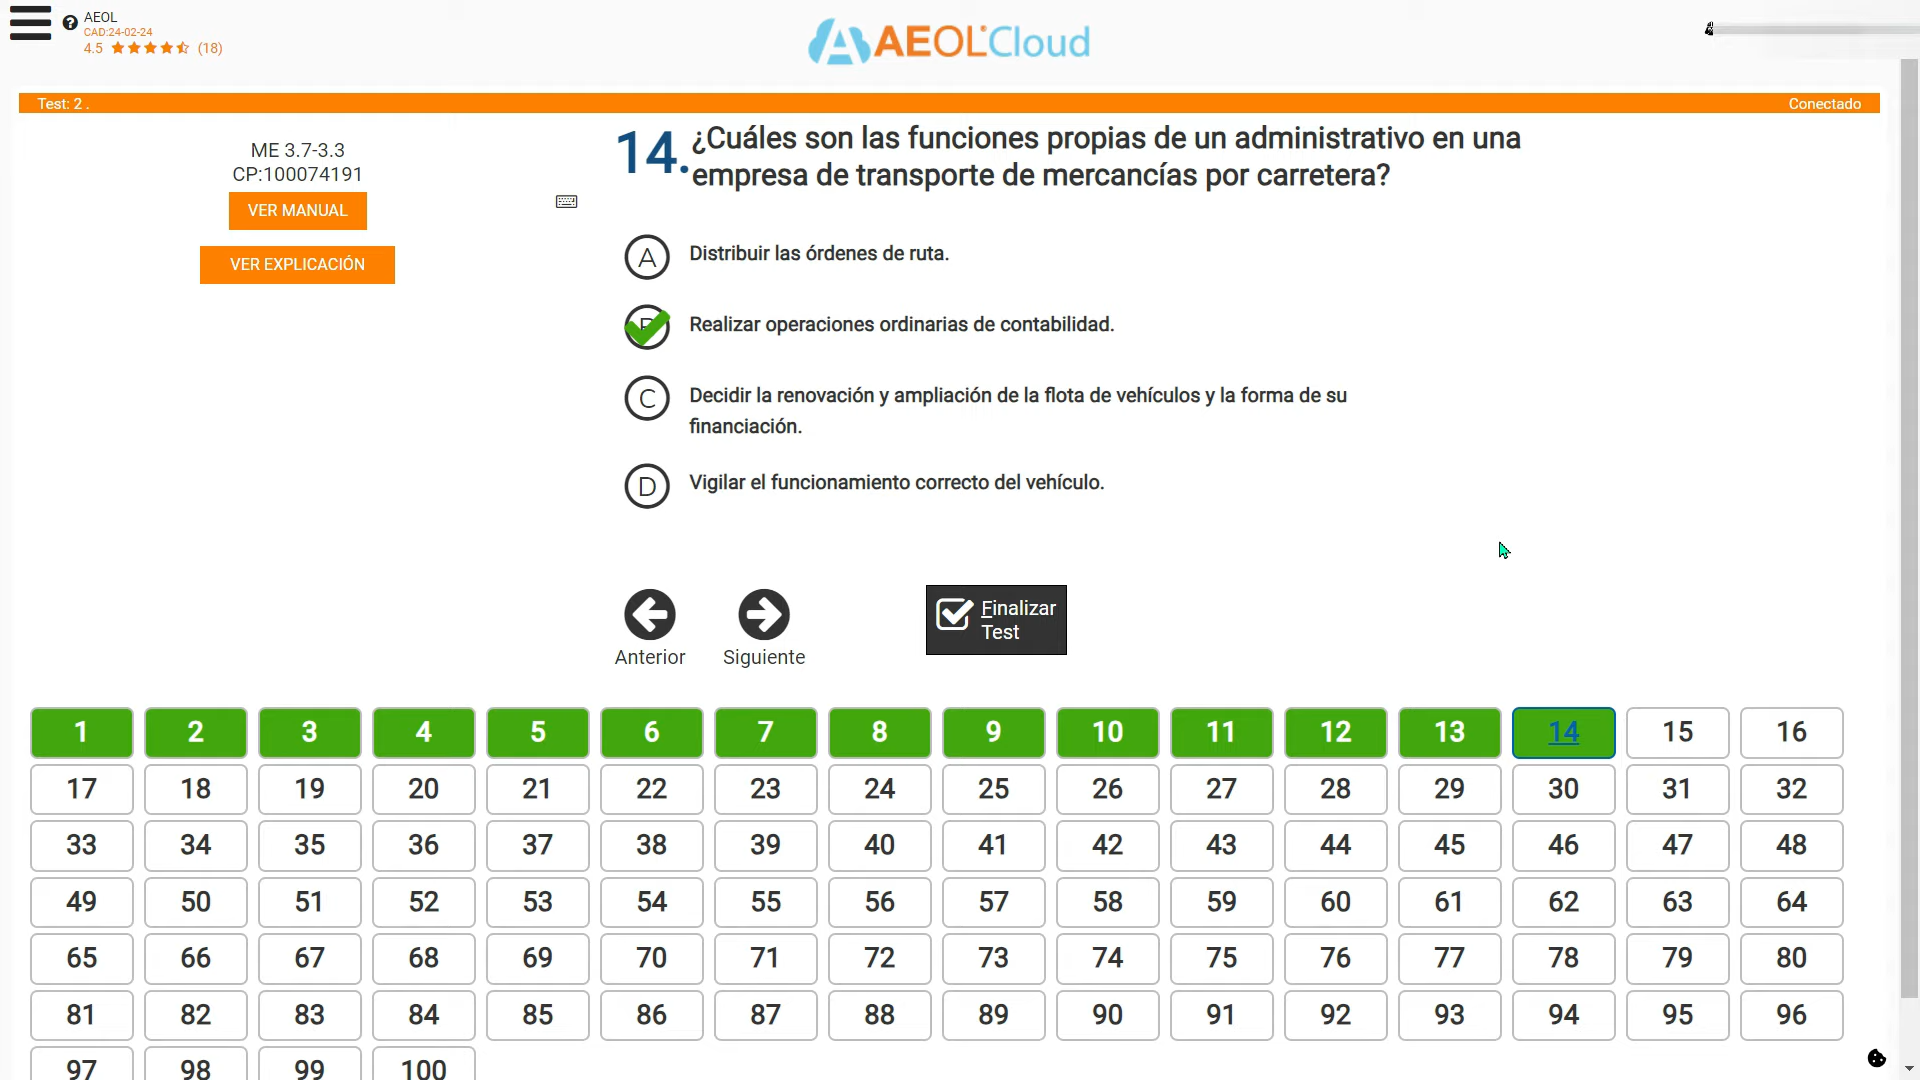 AEOL
CAD:24-02-24
4.5 (18)
AEOL Cloud
Test: 2 .
Conectado
ME 3.7-3.3
CP:100074191
VER MANUAL
VER EXPLICACIÓN
14. ¿Cuáles son las funciones propias de un administrativo en una
empresa de transporte de mercancías por carretera?
A Distribuir las órdenes de ruta.
B Realizar operaciones ordinarias de contabilidad.
C Decidir la renovación y ampliación de la flota de vehículos y la forma de su
financiación.
D Vigilar el funcionamiento correcto del vehículo.
Anterior
Siguiente
Finalizar
Test
1 2 3 4 5 6 7 8 9 10 11 12 13 14 15 16
17 18 19 20 21 22 23 24 25 26 27 28 29 30 31 32
33 34 35 36 37 38 39 40 41 42 43 44 45 46 47 48
49 50 51 52 53 54 55 56 57 58 59 60 61 62 63 64
65 66 67 68 69 70 71 72 73 74 75 76 77 78 79 80
81 82 83 84 85 86 87 88 89 90 91 92 93 94 95 96
97 98 99 100